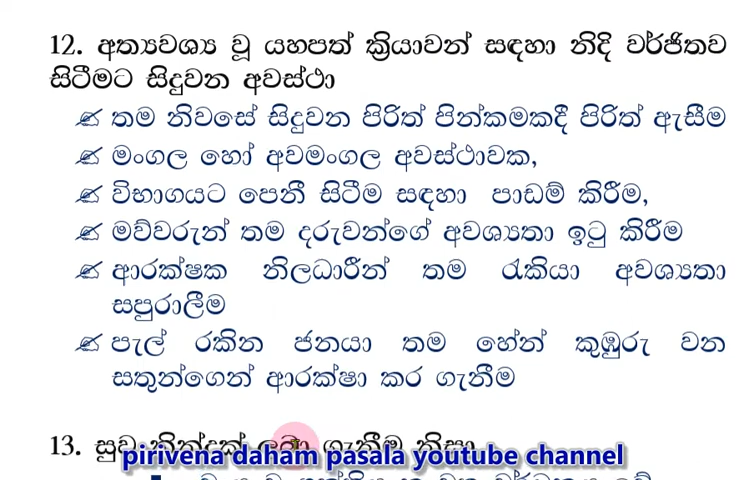 12. අත්‍යවශ්‍ය වූ යහපත් ක්‍රියාවන් සඳහා නිදි වර්ජිතව
සිටීමට සිදුවන අවස්ථා
තම නිවසේ සිදුවන පිරිත් පින්කමකදී පිරිත් ඇසීම
මංගල හෝ අවමංගල අවස්ථාවක,
විභාගයට පෙනී සිටීම සඳහා පාඩම් කිරීම,
මව්වරුන් තම දරුවන්ගේ අවශ්‍යතා ඉටු කිරීම
ආරක්ෂක නිලධාරීන් තම රැකියා අවශ්‍යතා
සපුරාලීම
පැල් රකින ජනයා තම හේන් කුඹුරු වන
සතුන්ගෙන් ආරක්ෂා කර ගැනීම
13. සුව නින්දක් ලබා ගැනීම නිසා
pirivena daham pasala youtube channel